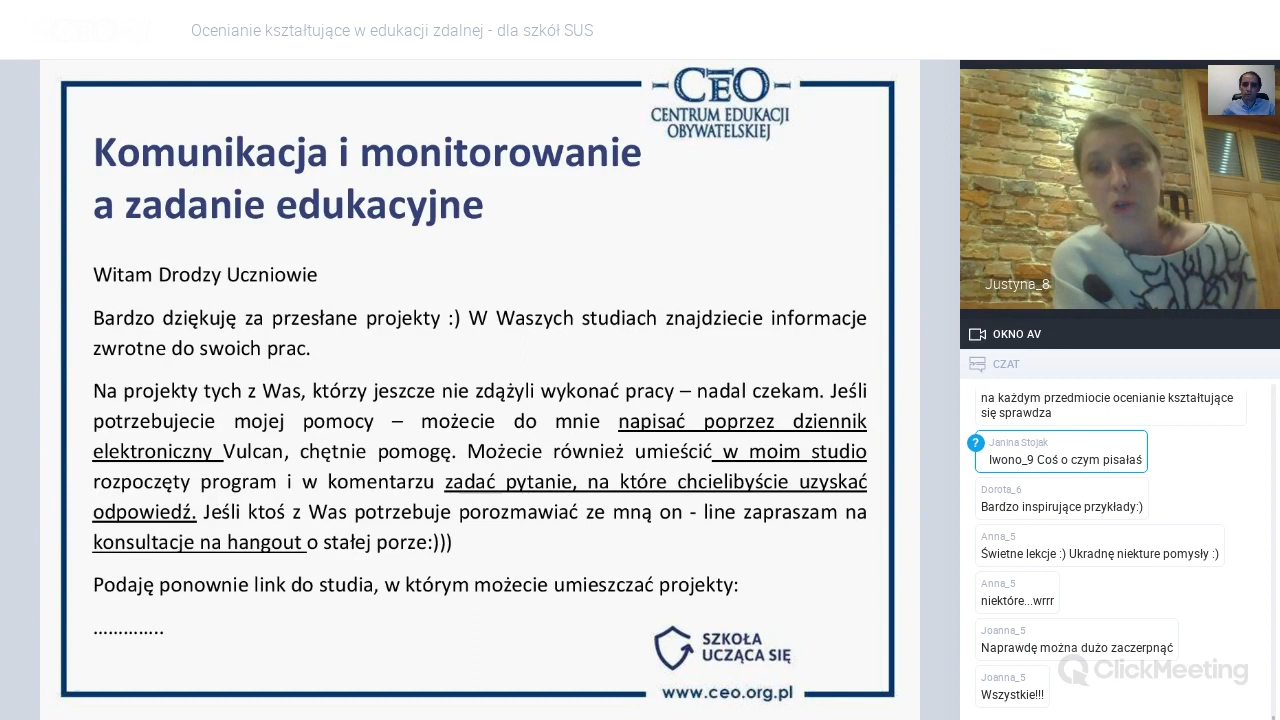 Ocenianie kształtujące w edukacji zdalnej - dla szkół SUS
CEO
CENTRUM EDUKACJI
OBYWATELSKIEJ
Komunikacja i monitorowanie
a zadanie edukacyjne
Witam Drodzy Uczniowie
Bardzo dziękuję za przesłane projekty :) W Waszych studiach znajdziecie informacje
zwrotne do swoich prac.
Na projekty tych z Was, którzy jeszcze nie zdążyli wykonać pracy – nadal czekam. Jeśli
potrzebujecie mojej pomocy – możecie do mnie napisać poprzez dziennik
elektroniczny Vulcan, chętnie pomogę. Możecie również umieścić w moim studio
rozpoczęty program i w komentarzu zadać pytanie, na które chcielibyście uzyskać
odpowiedź. Jeśli ktoś z Was potrzebuje porozmawiać ze mną on - line zapraszam na
konsultacje na hangout o stałej porze:)))
Podaję ponownie link do studia, w którym możecie umieszczać projekty:
…………..
SZKOŁA
UCZĄCA SIĘ
www.ceo.org.pl
Justyna_8
OKNO AV
CZAT
na każdym przedmiocie ocenianie kształtujące
się sprawdza
?
Janina Stojak
Iwono_9 Coś o czym pisałaś
Dorota_6
Bardzo inspirujące przykłady:)
Anna_5
Świetne lekcje :) Ukradnę niekture pomysły :)
Anna_5
niektóre...wrrr
Joanna_5
Naprawdę można dużo zaczerpnąć
Joanna_5
Wszystkie!!!
ClickMeeting